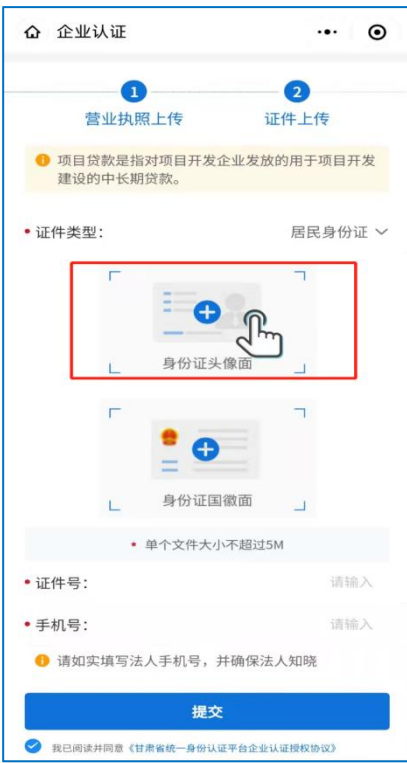 企业认证
1
2
营业执照上传
证件上传
项目贷款是指对项目开发企业发放的用于项目开发
建设的中长期贷款。
• 证件类型：
居民身份证
身份证头像面
身份证国徽面
• 单个文件大小不超过5M
• 证件号：
请输入
• 手机号：
请输入
请如实填写法人手机号，并确保法人知晓
提交
我已阅读并同意《甘肃省统一身份认证平台企业认证授权协议》